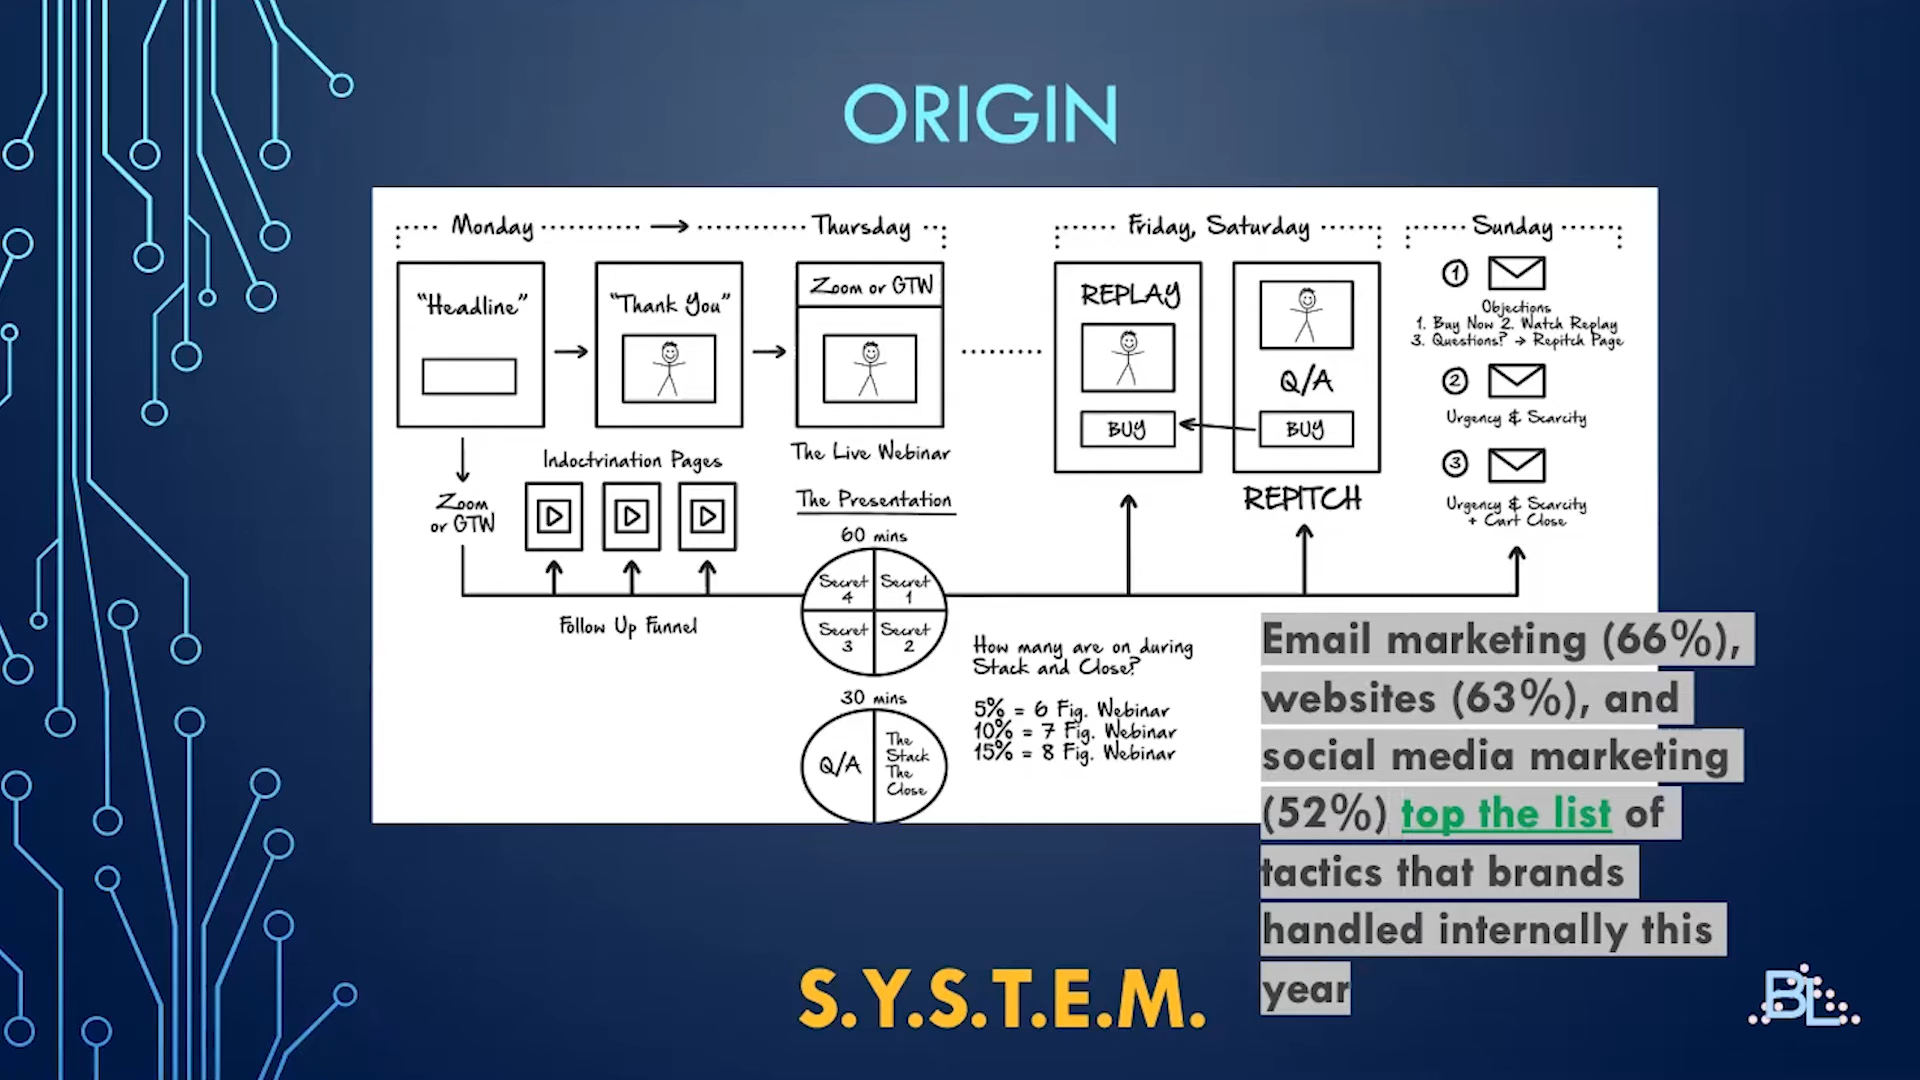 ORIGIN
Monday
Thursday
Friday, Saturday
Sunday
"Headline"
"Thank You"
Zoom or GTW
REPLAY
BUY
Q/A
BUY
REPITCH
1
Objections
1. Buy Now 2. Watch Replay
3. Questions? → Repitch Page
2
Urgency & Scarcity
3
Urgency & Scarcity
+ Cart Close
The Live Webinar
Zoom
or GTW
Indoctrination Pages
Follow Up Funnel
The Presentation
60 mins
Secret
4
Secret
1
Secret
3
Secret
2
30 mins
Q/A
The
Stack
The
Close
How many are on during
Stack and Close?
5% = 6 Fig. Webinar
10% = 7 Fig. Webinar
15% = 8 Fig. Webinar
Email marketing (66%),
websites (63%), and
social media marketing
(52%) top the list of
tactics that brands
handled internally this
year
S.Y.S.T.E.M.
BL